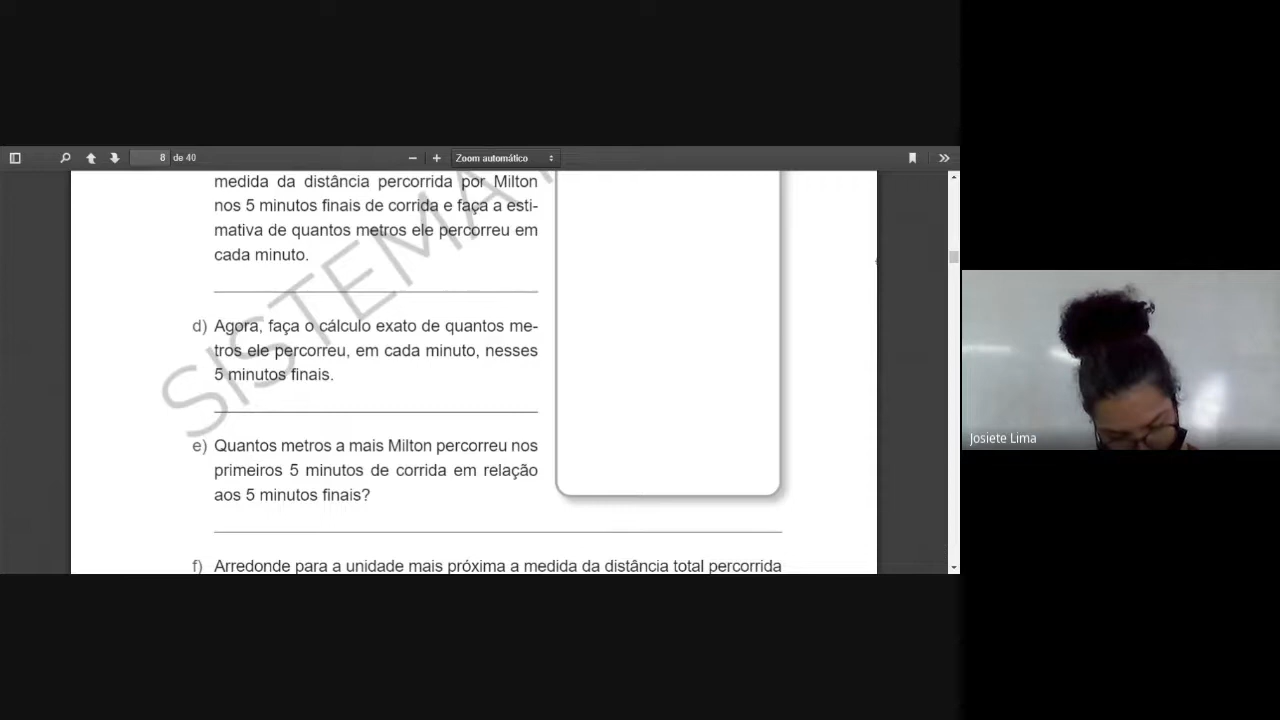 8 de 40
Zoom automático
medida da distância percorrida por Milton
nos 5 minutos finais de corrida e faça a esti-
mativa de quantos metros ele percorreu em
cada minuto.
d) Agora, faça o cálculo exato de quantos me-
tros ele percorreu, em cada minuto, nesses
5 minutos finais.
e) Quantos metros a mais Milton percorreu nos
primeiros 5 minutos de corrida em relação
aos 5 minutos finais?
f) Arredonde para a unidade mais próxima a medida da distância total percorrida
SISTEMA
Josiete Lima